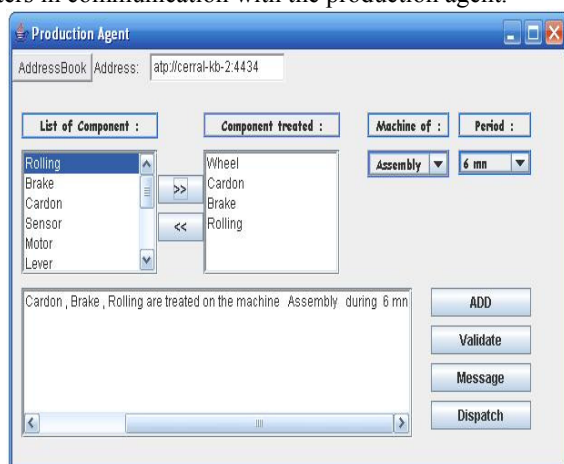 ters in communication with the production agent.
Production Agent
AddressBook Address: atp://cerral-kb-2:4434
List of Component : Component treated : Machine of : Period :
Rolling
Brake
Cardon
Sensor
Motor
Lever
>>
<<
Wheel
Cardon
Brake
Rolling
Assembly
6 mn
Cardon , Brake , Rolling are treated on the machine Assembly during 6 mn
ADD
Validate
Message
Dispatch